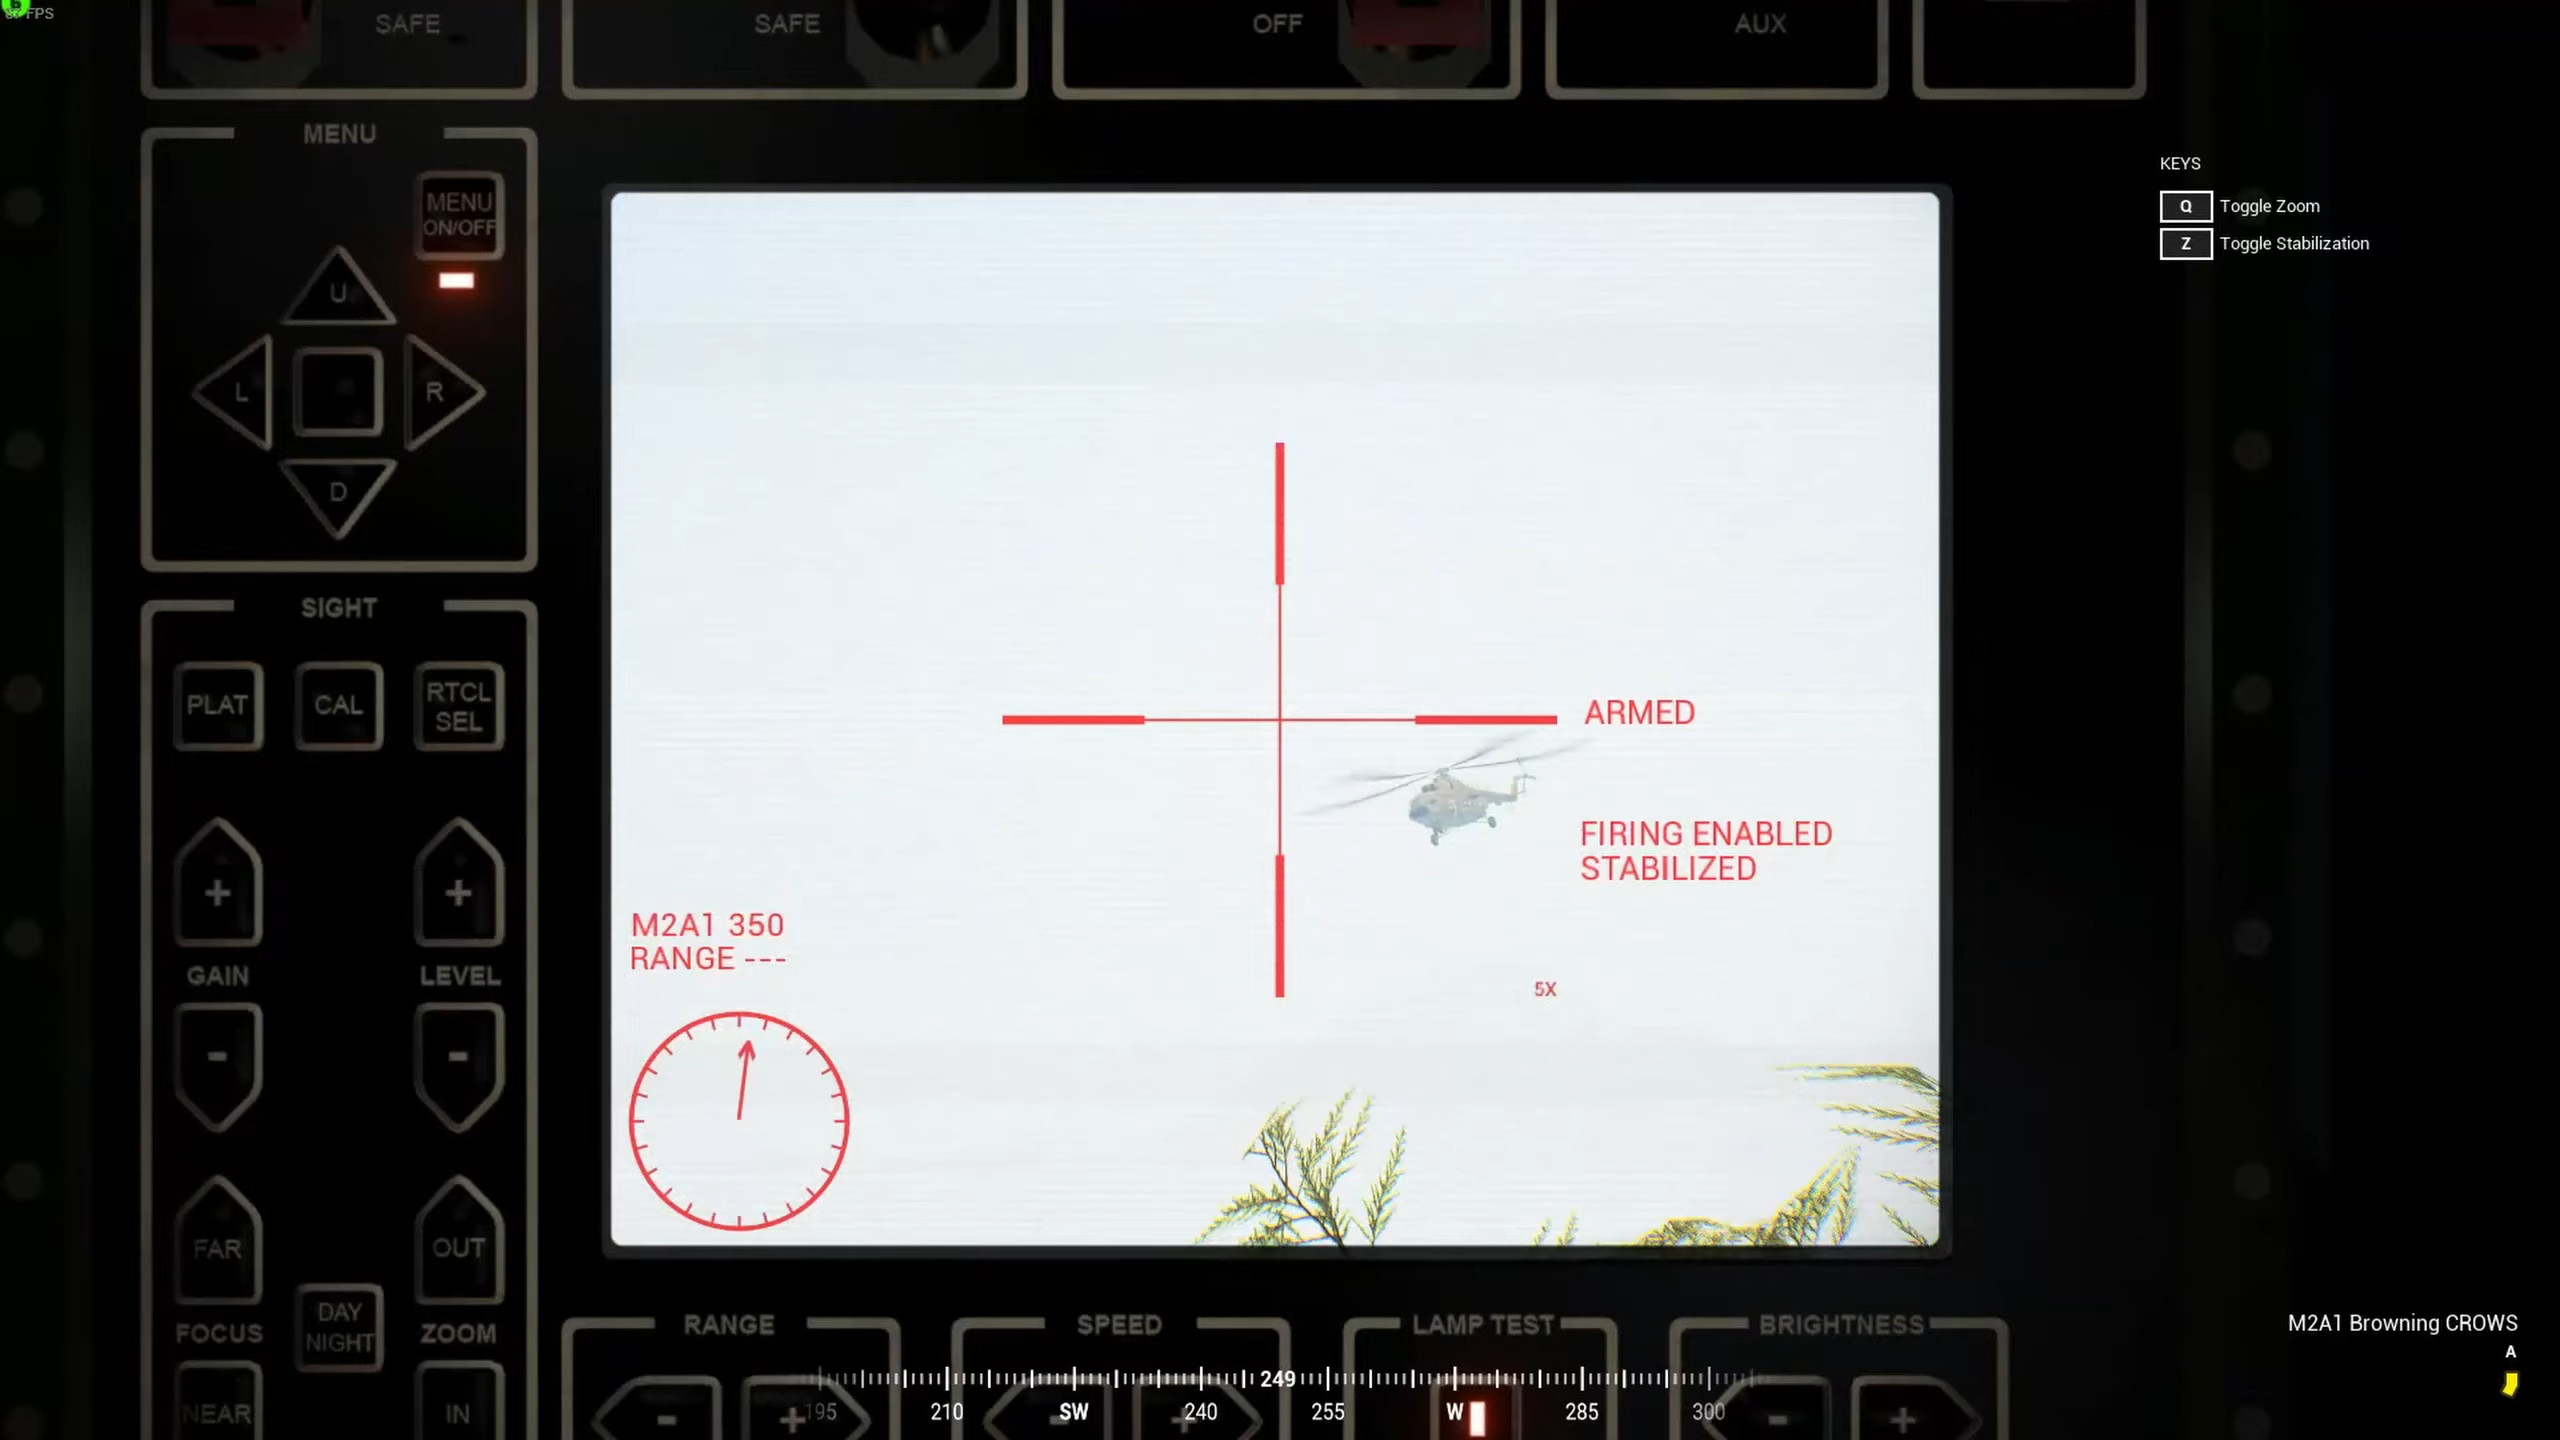 87 FPS
SAFE
SAFE
OFF
AUX
MENU
MENU
ON/OFF
U
L
R
D
KEYS
Q Toggle Zoom
Z Toggle Stabilization
SIGHT
PLAT
CAL
RTCL
SEL
ARMED
FIRING ENABLED
STABILIZED
M2A1 350
RANGE ---
5X
+
+
GAIN
LEVEL
-
-
FAR
OUT
DAY
NIGHT
FOCUS
ZOOM
NEAR
IN
RANGE
SPEED
LAMP TEST
BRIGHTNESS
- +
- +
- +
249
195 210 SW 240 255 W 285 300
M2A1 Browning CROWS
A